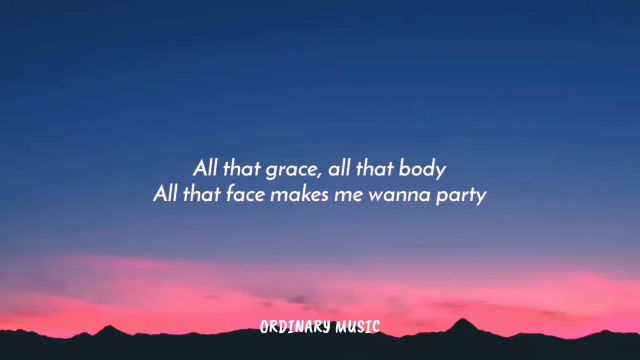 All that grace, all that body
All that face makes me wanna party
ORDINARY MUSIC